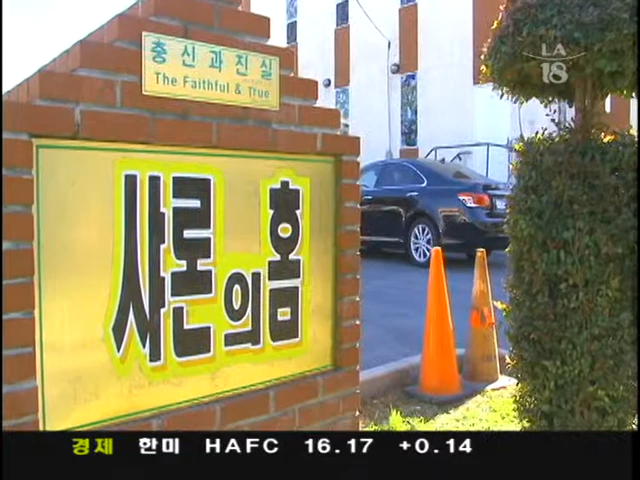 충신과진실
The Faithful & True
LA
18
샤론의홈
경제 한미 HAFC 16.17 +0.14